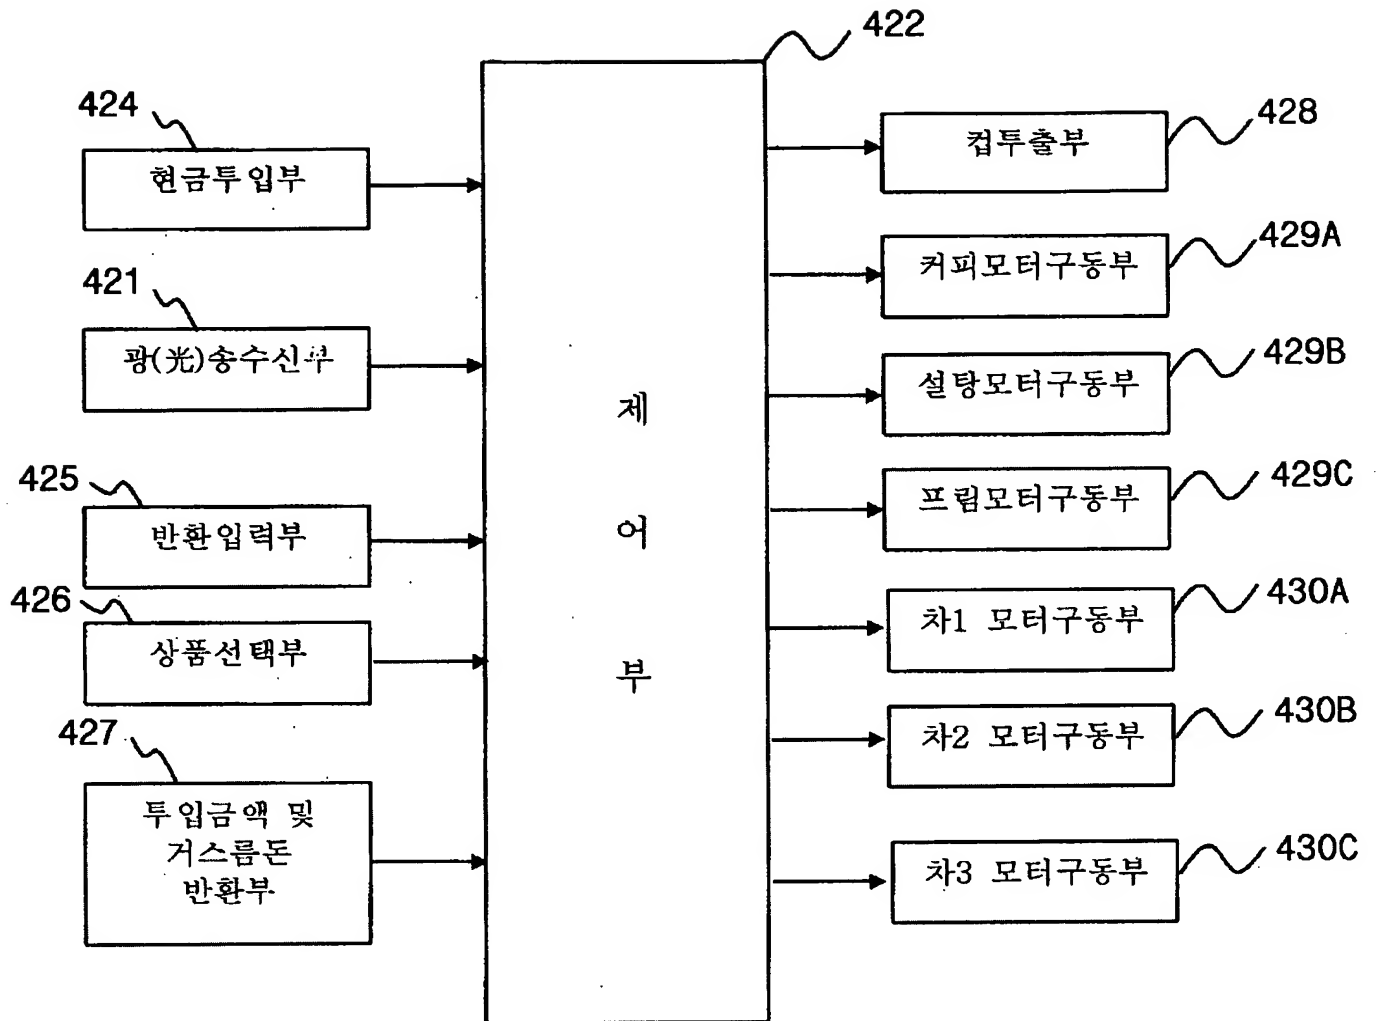 422
424
현금투입부
421
광(光)송수신부
425
반환입력부
426
상품선택부
427
투입금액 및
거스름돈
반환부
제
어
부
428
컵투출부
429A
커피모터구동부
429B
설탕모터구동부
429C
프림모터구동부
430A
차1 모터구동부
430B
차2 모터구동부
430C
차3 모터구동부